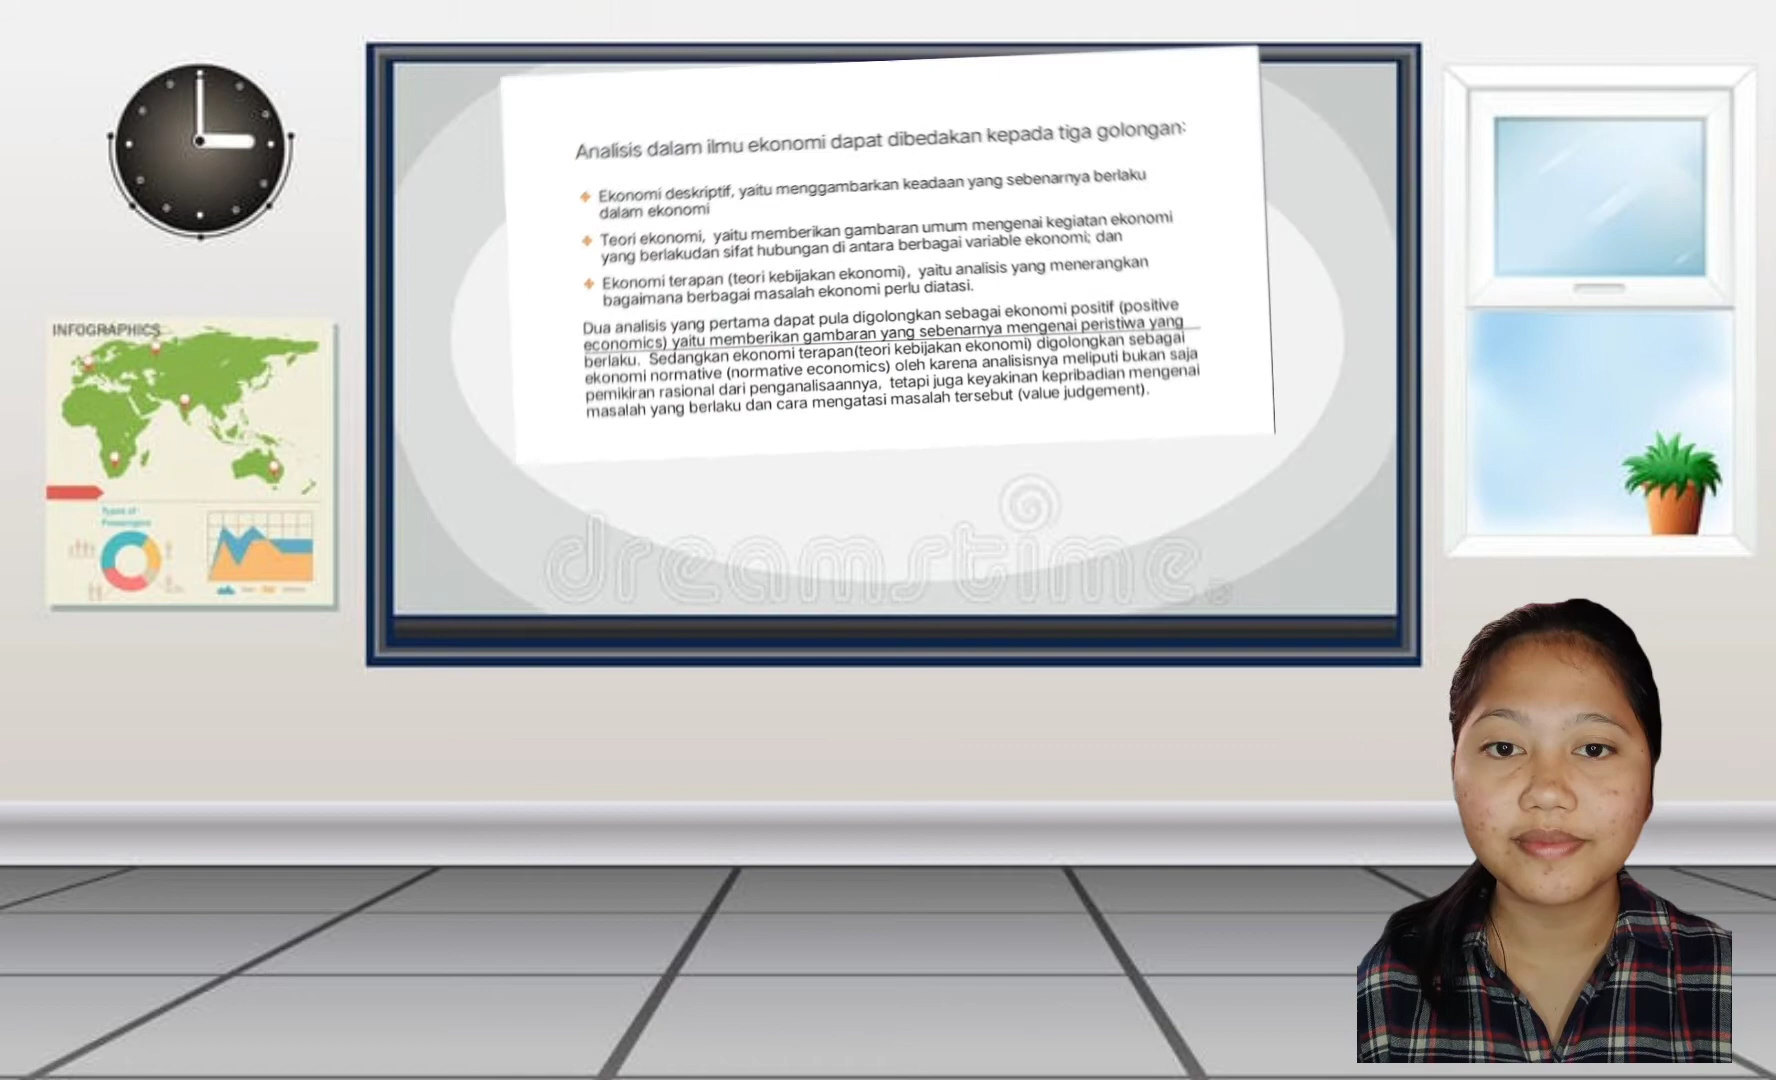 Analisis dalam ilmu ekonomi dapat dibedakan kepada tiga golongan:
Ekonomi deskriptif, yaitu menggambarkan keadaan yang sebenarnya berlaku
dalam ekonomi
Teori ekonomi, yaitu memberikan gambaran umum mengenai kegiatan ekonomi
yang berlakudan sifat hubungan di antara berbagai variable ekonomi; dan
Ekonomi terapan (teori kebijakan ekonomi), yaitu analisis yang menerangkan
bagaimana berbagai masalah ekonomi perlu diatasi.
Dua analisis yang pertama dapat pula digolongkan sebagai ekonomi positif (positive
economics) yaitu memberikan gambaran yang sebenarnya mengenai peristiwa yang
berlaku. Sedangkan ekonomi terapan(teori kebijakan ekonomi) digolongkan sebagai
ekonomi normative (normative economics) oleh karena analisisnya meliputi bukan saja
pemikiran rasional dari penganalisaannya, tetapi juga keyakinan kepribadian mengenai
masalah yang berlaku dan cara mengatasi masalah tersebut (value judgement).
INFOGRAPHICS
Types of
Passengers
dreamstime